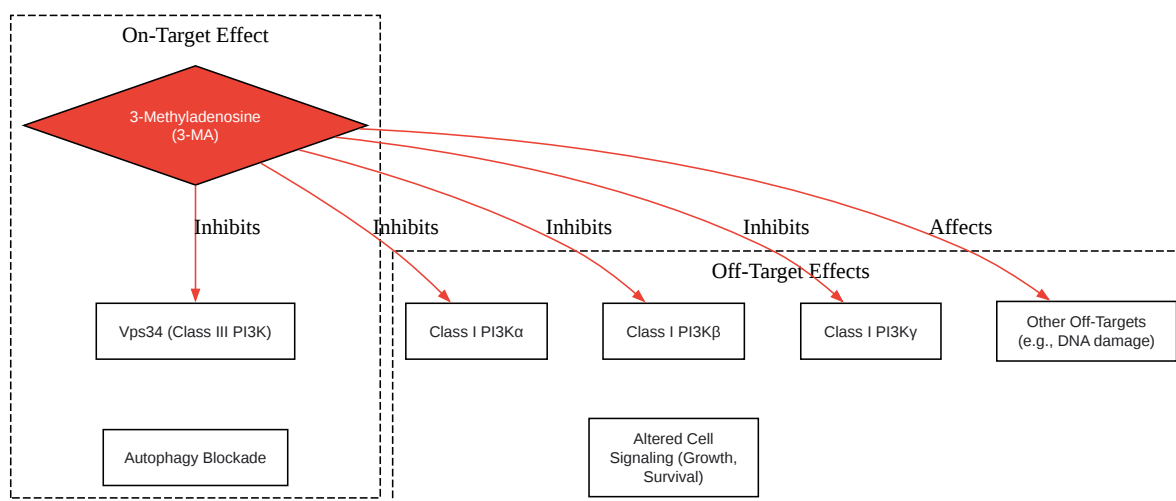 On-Target Effect
3-Methyladenosine
(3-MA)
Inhibits
Inhibits
Inhibits
Inhibits
Affects
Off-Target Effects
Vps34 (Class III PI3K)
Class I PI3Kα
Class I PI3Kβ
Class I PI3Kγ
Other Off-Targets
(e.g., DNA damage)
Autophagy Blockade
Altered Cell
Signaling (Growth,
Survival)